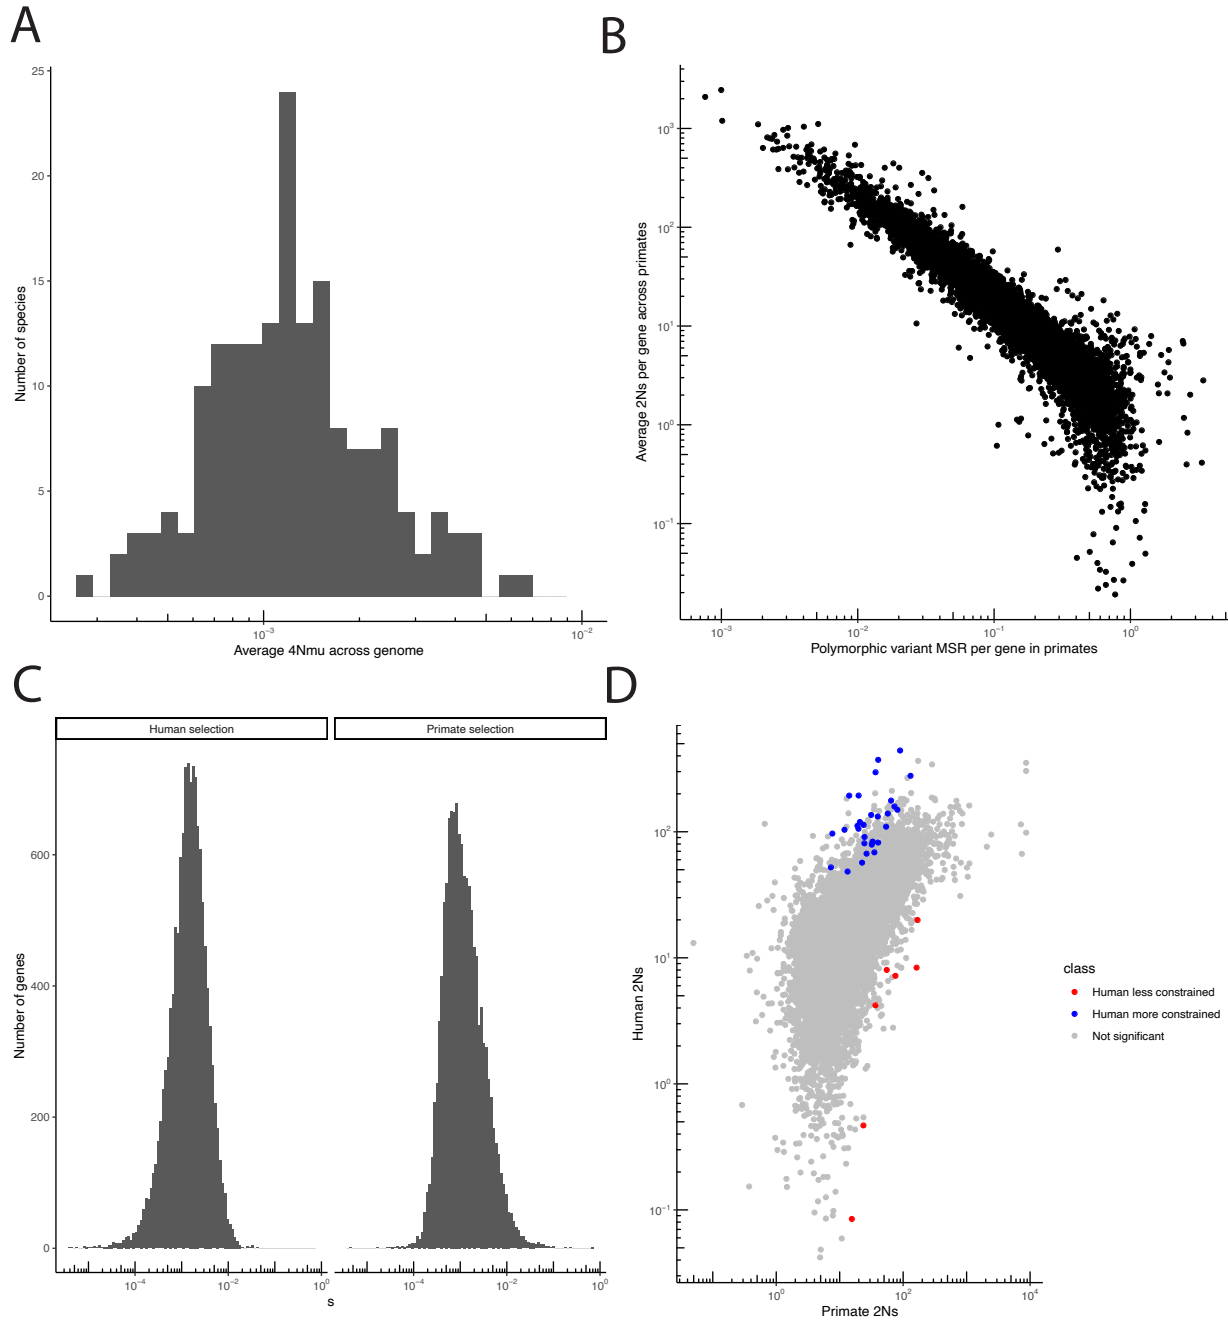 A
25
20
15
10
5
0
Number of species
10⁻³
10⁻²
Average 4Nmu across genome
B
10³
10²
10¹
10⁰
10⁻¹
Average 2Ns per gene across primates
10⁻³
10⁻²
10⁻¹
10⁰
Polymorphic variant MSR per gene in primates
C
Human selection
Primate selection
600
400
200
0
Number of genes
10⁻⁴
10⁻²
10⁰
10⁻⁴
10⁻²
10⁰
s
D
10²
10¹
10⁰
10⁻¹
Human 2Ns
10⁰
10²
10⁴
Primate 2Ns
class
Human less constrained
Human more constrained
Not significant